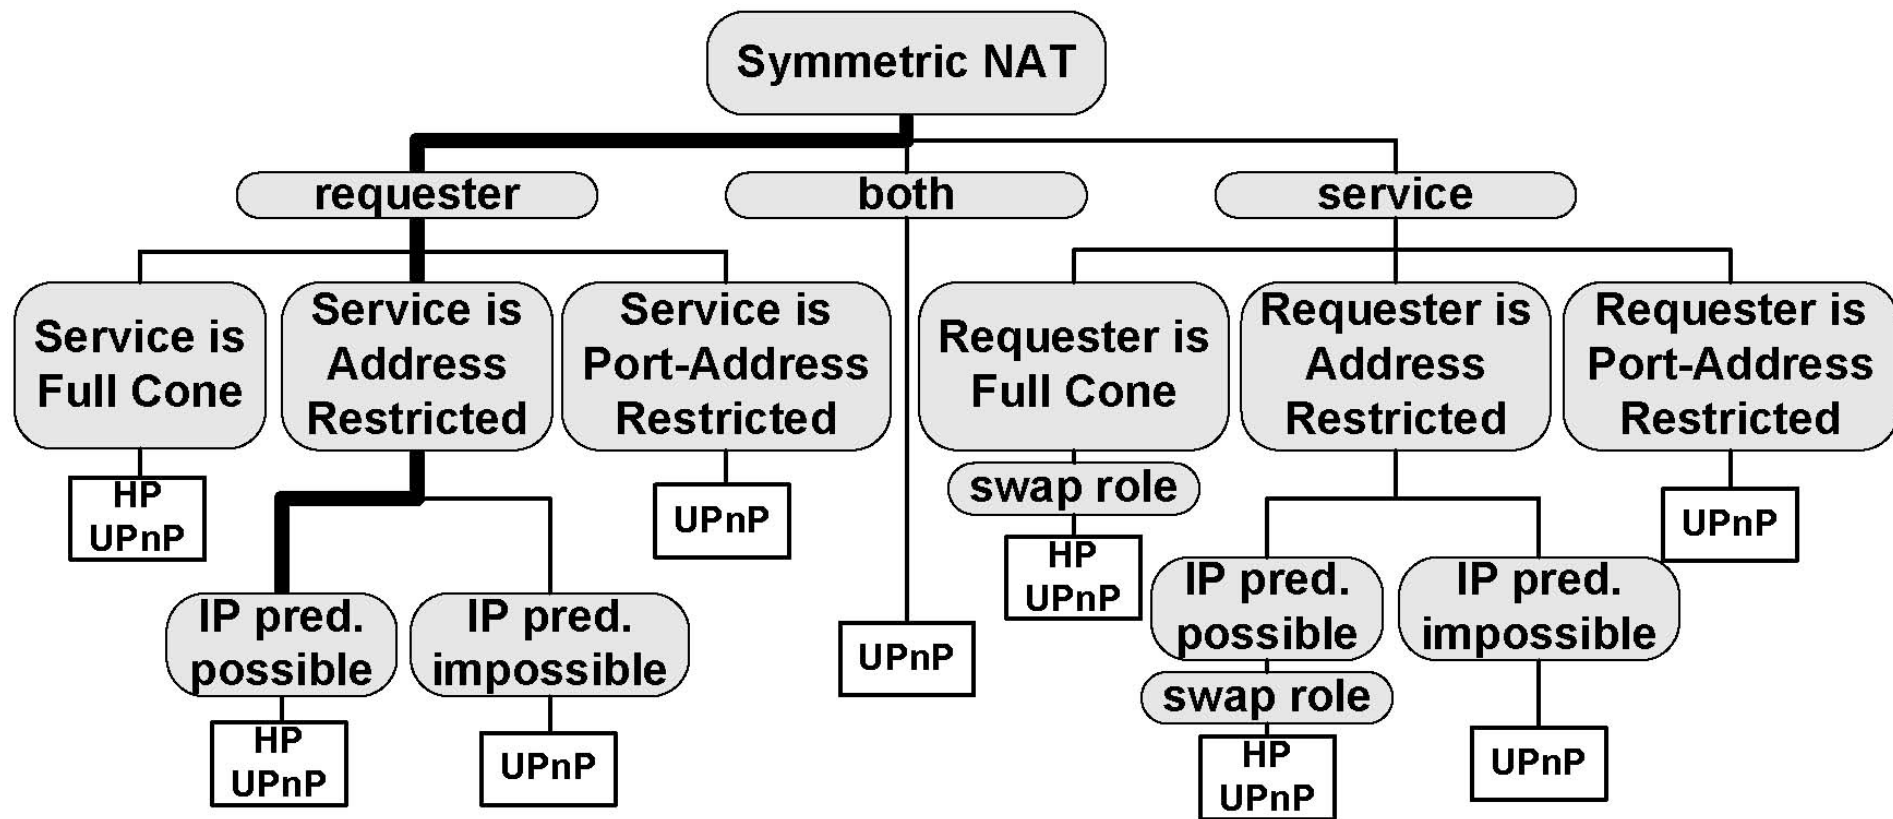 Symmetric NAT
requester
both
service
Service is
Full Cone
Service is
Address
Restricted
Service is
Port-Address
Restricted
Requester is
Full Cone
Requester is
Address
Restricted
Requester is
Port-Address
Restricted
HP
UPnP
UPnP
swap role
HP
UPnP
UPnP
IP pred.
possible
IP pred.
impossible
UPnP
IP pred.
possible
IP pred.
impossible
swap role
HP
UPnP
UPnP
HP
UPnP
UPnP